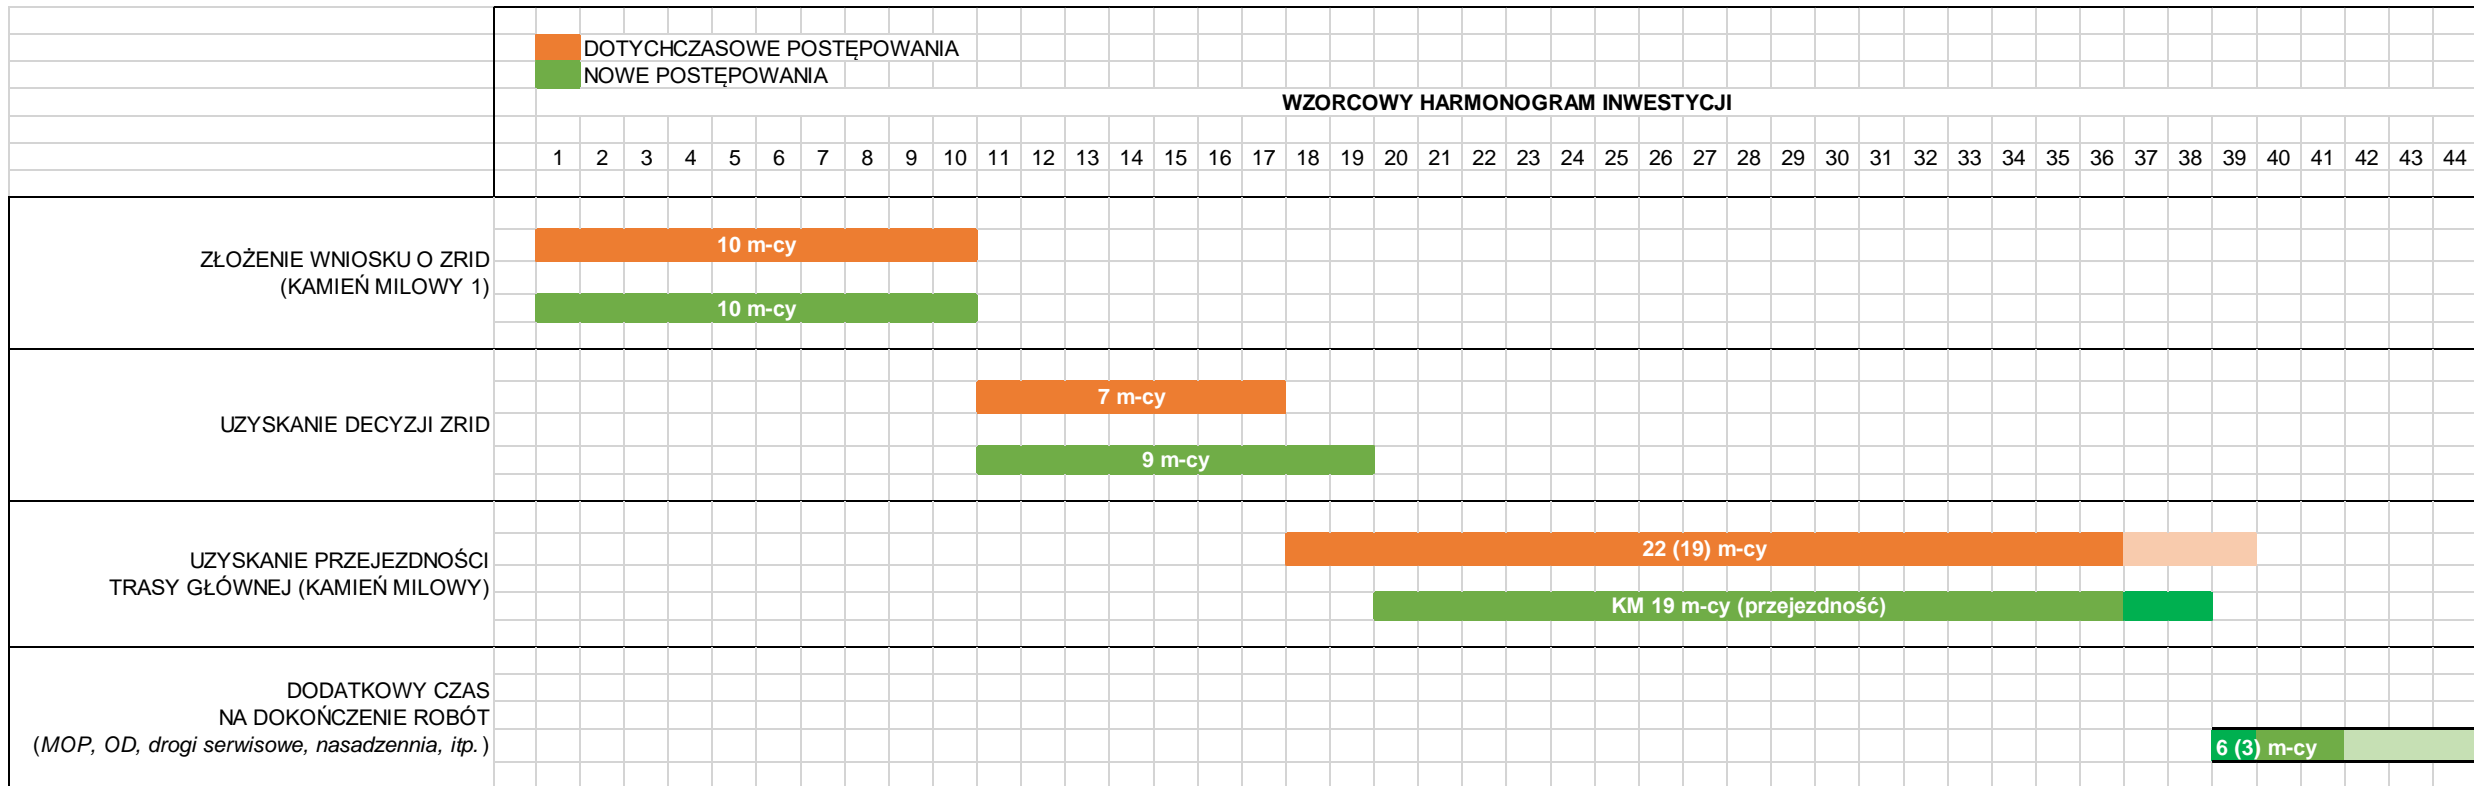 DOTYCHCZASOWE POSTĘPOWANIA
NOWE POSTĘPOWANIA
WZORCOWY HARMONOGRAM INWESTYCJI
1 2 3 4 5 6 7 8 9 10 11 12 13 14 15 16 17 18 19 20 21 22 23 24 25 26 27 28 29 30 31 32 33 34 35 36 37 38 39 40 41 42 43 44
ZŁOŻENIE WNIOSKU O ZRID
(KAMIEŃ MILOWY 1)
10 m-cy
10 m-cy
UZYSKANIE DECYZJI ZRID
7 m-cy
9 m-cy
UZYSKANIE PRZEJEZDNOŚCI
TRASY GŁÓWNEJ (KAMIEŃ MILOWY)
22 (19) m-cy
KM 19 m-cy (przejezdność)
DODATKOWY CZAS
NA DOKOŃCZENIE ROBÓT
(MOP, OD, drogi serwisowe, nasadzennia, itp.)
6 (3) m-cy